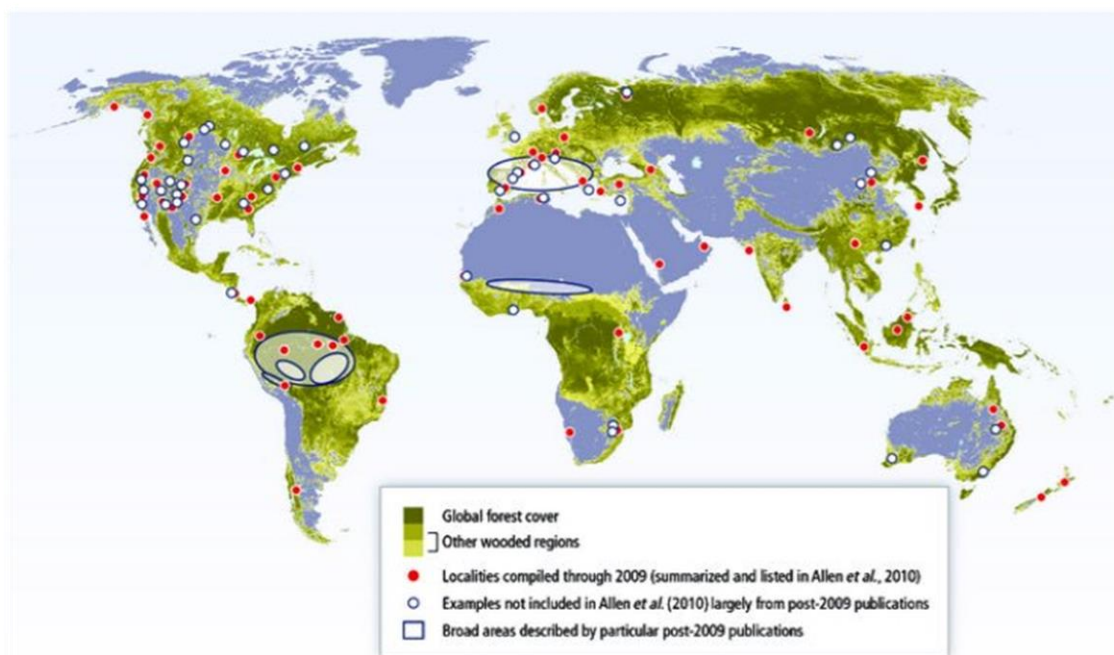 Global forest cover
Other wooded regions
Localities compiled through 2009 (summarized and listed in Allen et al., 2010)
Examples not included in Allen et al. (2010) largely from post-2009 publications
Broad areas described by particular post-2009 publications